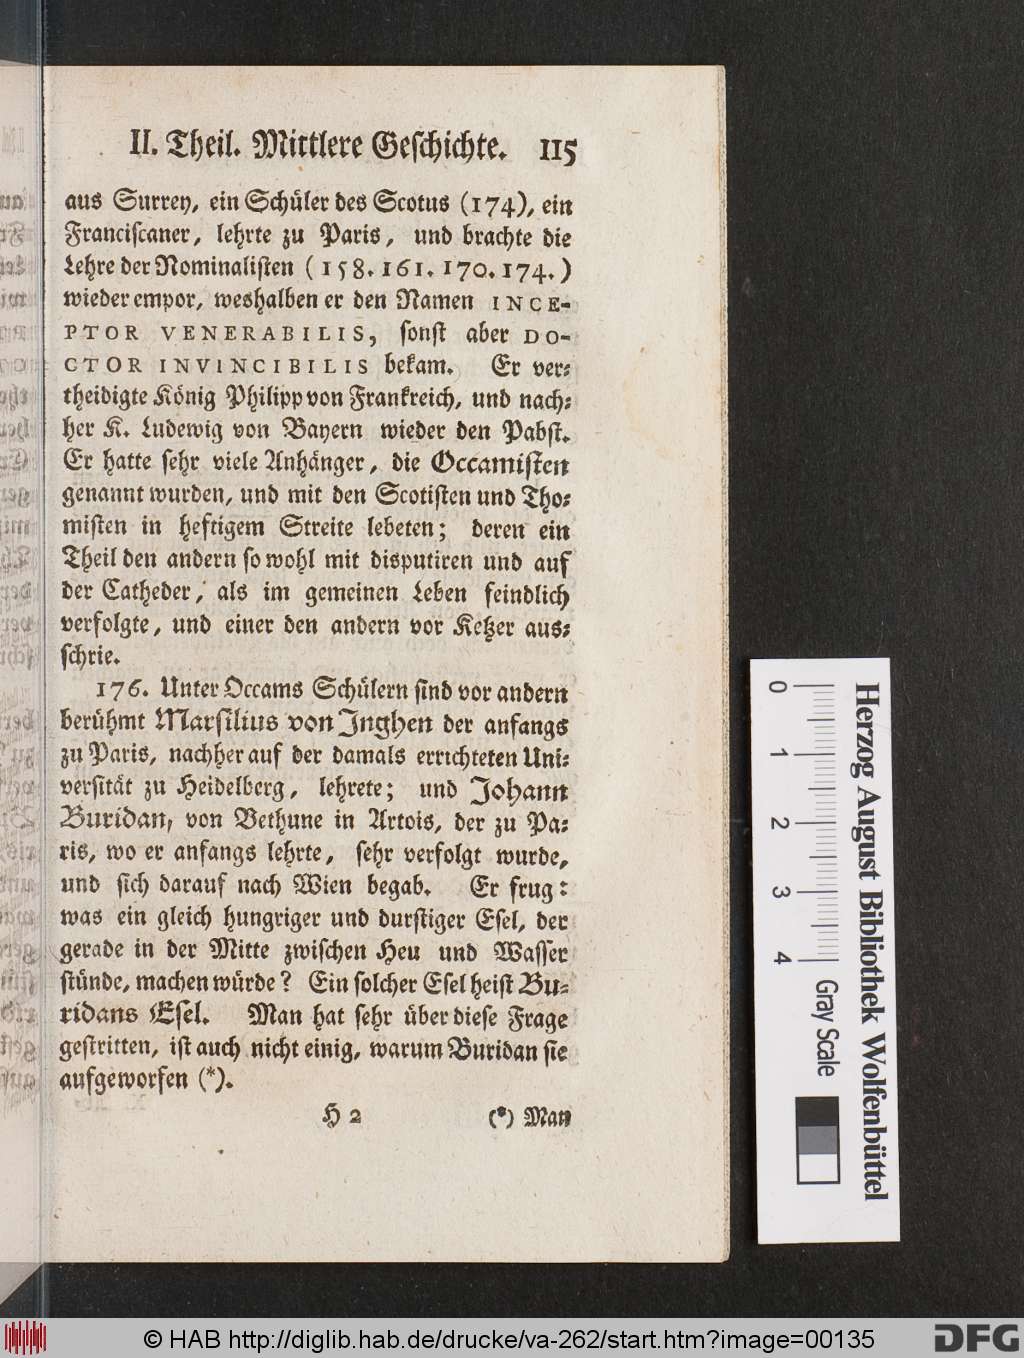 II. Theil. Mittlere Geschichte. 115
aus Surrey, ein Schüler des Scotus (174), ein
Franciscaner, lehrte zu Paris, und brachte die
Lehre der Nominalisten (158. 161. 170. 174.)
wieder empor, weshalben er den Namen INCE-
PTOR VENERABILIS, sonst aber DO-
CTOR INVINCIBILIS bekam. Er ver-
theidigte König Philipp von Frankreich, und nach-
her K. Ludewig von Bayern wieder den Pabst.
Er hatte sehr viele Anhänger, die Occamisten
genannt wurden, und mit den Scotisten und Tho-
misten in heftigem Streite lebeten; deren ein
Theil den andern so wohl mit disputiren und auf
der Catheder, als im gemeinen Leben feindlich
verfolgte, und einer den andern vor Ketzer aus-
schrie.
176. Unter Occams Schülern sind vor andern
berühmt Marsilius von Inghen der anfangs
zu Paris, nachher auf der damals errichteten Uni-
versität zu Heidelberg, lehrete; und Johann
Buridan, von Bethune in Artois, der zu Pa-
ris, wo er anfangs lehrte, sehr verfolgt wurde,
und sich darauf nach Wien begab. Er frug:
was ein gleich hungriger und durstiger Esel, der
gerade in der Mitte zwischen Heu und Wasser
stünde, machen würde? Ein solcher Esel heist Bu-
ridans Esel. Man hat sehr über diese Frage
gestritten, ist auch nicht einig, warum Buridan sie
aufgeworfen (*).
H 2 (*) Man
0 1 2 3 4
Gray Scale
Herzog August Bibliothek Wolfenbüttel
© HAB http://diglib.hab.de/drucke/va-262/start.htm?image=00135
DFG